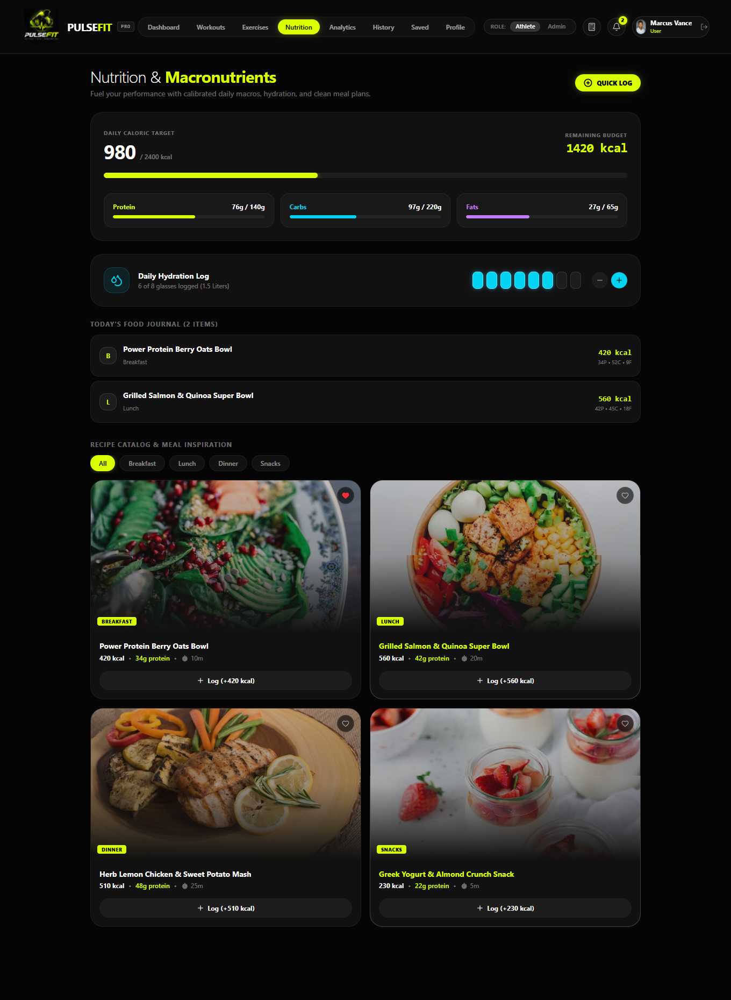 PULSEFIT
PULSEFIT PRO
Dashboard Workouts Exercises Nutrition Analytics History Saved Profile
ROLE: Athlete Admin
2
Marcus Vance
User
Nutrition & Macronutrients
Fuel your performance with calibrated daily macros, hydration, and clean meal plans.
QUICK LOG
DAILY CALORIC TARGET
980 / 2400 kcal
REMAINING BUDGET
1420 kcal
Protein 76g / 140g
Carbs 97g / 220g
Fats 27g / 65g
Daily Hydration Log
6 of 8 glasses logged (1.5 Liters)
TODAY'S FOOD JOURNAL (2 ITEMS)
B
Power Protein Berry Oats Bowl
Breakfast
420 kcal
34P • 52C • 9F
L
Grilled Salmon & Quinoa Super Bowl
Lunch
560 kcal
42P • 45C • 18F
RECIPE CATALOG & MEAL INSPIRATION
All Breakfast Lunch Dinner Snacks
BREAKFAST
Power Protein Berry Oats Bowl
420 kcal • 34g protein • 10m
+ Log (+420 kcal)
LUNCH
Grilled Salmon & Quinoa Super Bowl
560 kcal • 42g protein • 20m
+ Log (+560 kcal)
DINNER
Herb Lemon Chicken & Sweet Potato Mash
510 kcal • 48g protein • 25m
+ Log (+510 kcal)
SNACKS
Greek Yogurt & Almond Crunch Snack
230 kcal • 22g protein • 5m
+ Log (+230 kcal)